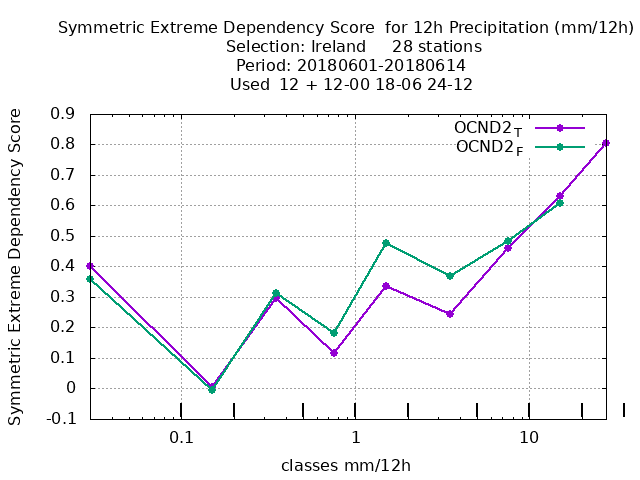 Symmetric Extreme Dependency Score  for 12h Precipitation (mm/12h)
Selection: Ireland     28 stations
Period: 20180601-20180614
Used  12 + 12-00 18-06 24-12
OCND2T
OCND2F
Symmetric Extreme Dependency Score
0.9
0.8
0.7
0.6
0.5
0.4
0.3
0.2
0.1
0
-0.1
0.1
1
10
classes mm/12h